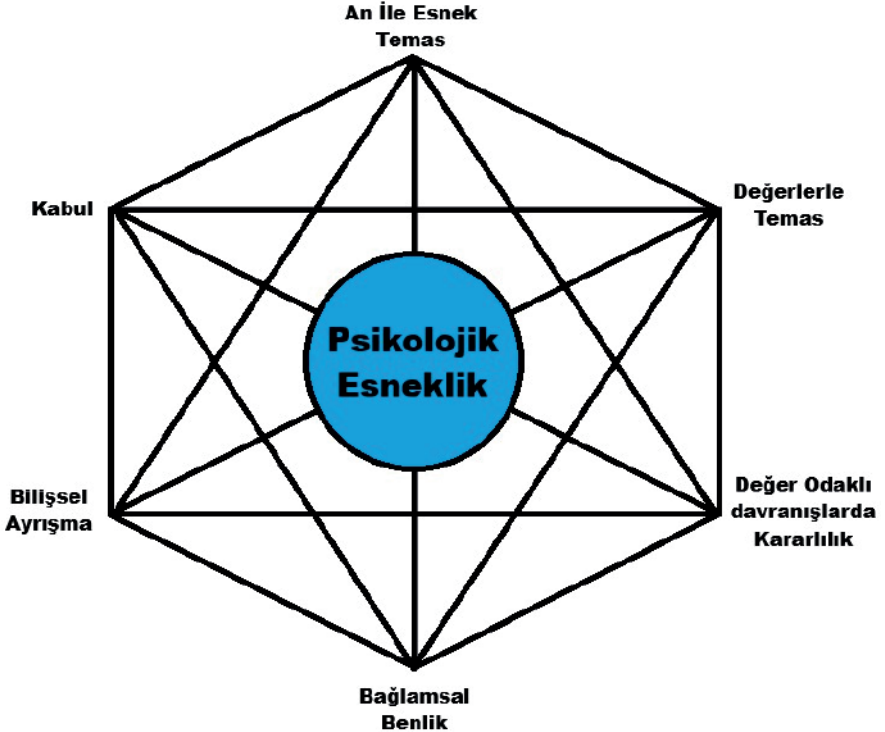 An İle Esnek
Temas
Kabul
Değerlerle
Temas
Psikolojik
Esneklik
Bilişsel
Ayrışma
Değer Odaklı
davranışlarda
Kararlılık
Bağlamsal
Benlik